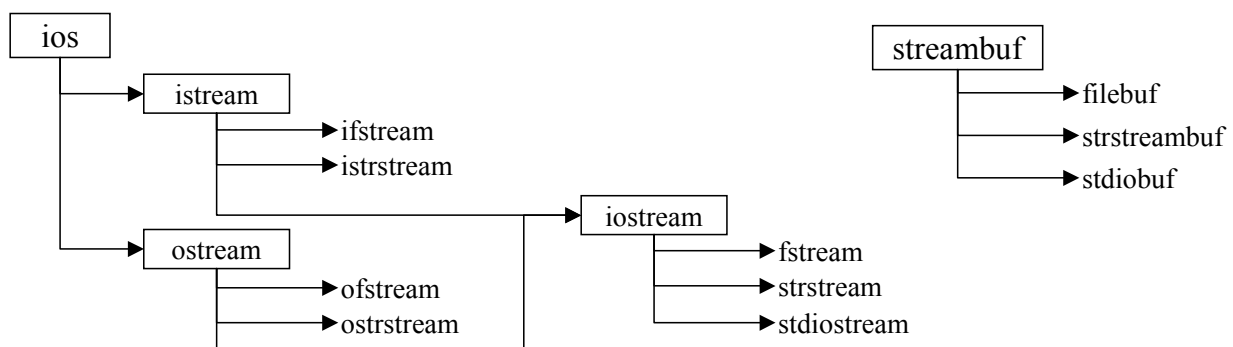 ios
istream
ifstream
istrstream
ostream
ofstream
ostrstream
iostream
fstream
strstream
stdiostream
streambuf
filebuf
strstreambuf
stdiobuf